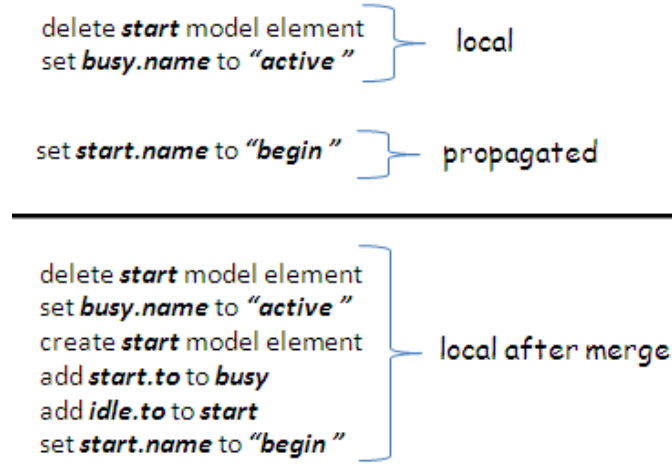 delete start model element
set busy.name to “active ”
local
set start.name to “begin ”
propagated
delete start model element
set busy.name to “active ”
create start model element
add start.to to busy
add idle.to to start
set start.name to “begin ”
local after merge